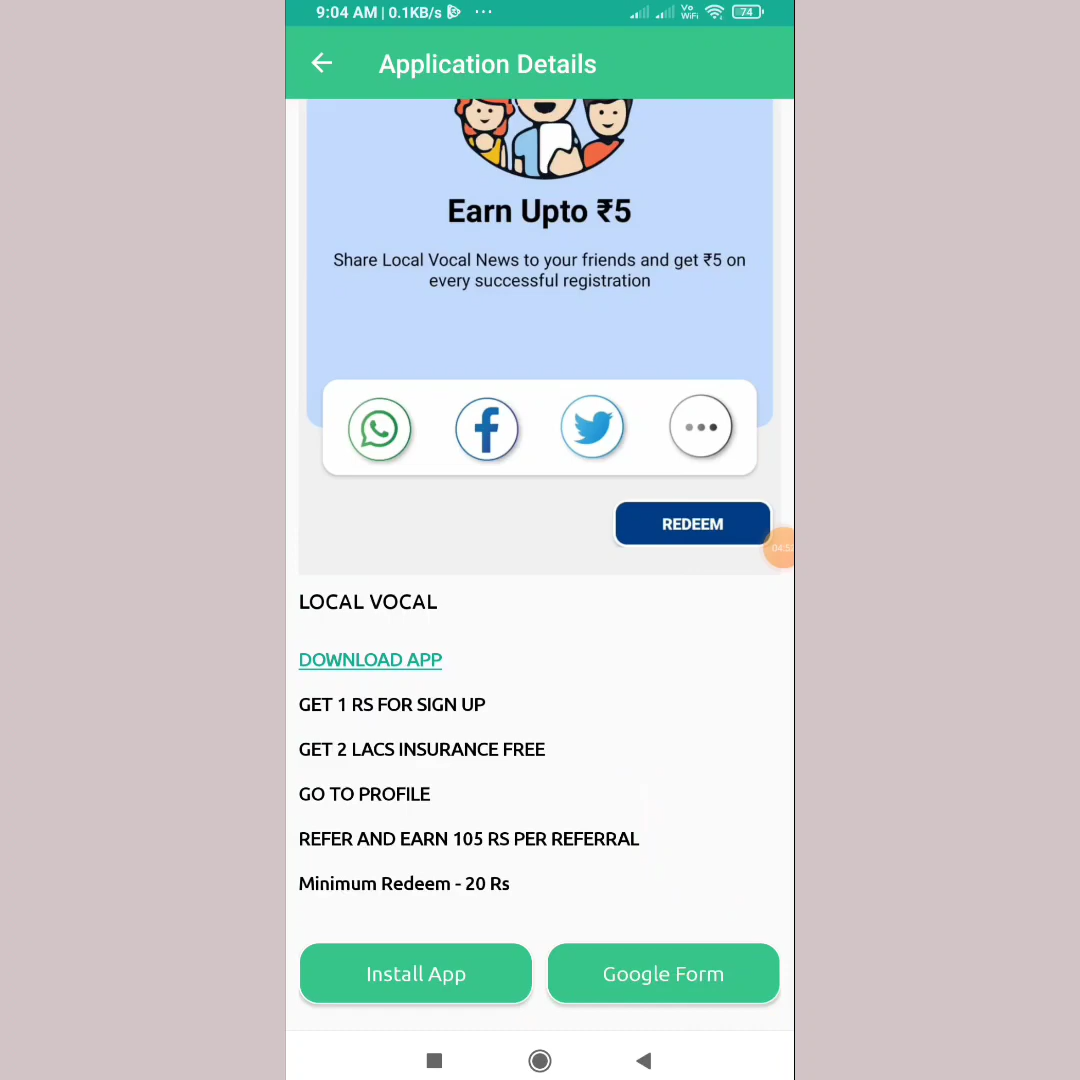 9:04 AM | 0.1KB/s
Vo
WiFi
74
Application Details
Earn Upto ₹5
Share Local Vocal News to your friends and get ₹5 on
every successful registration
REDEEM
LOCAL VOCAL
DOWNLOAD APP
GET 1 RS FOR SIGN UP
GET 2 LACS INSURANCE FREE
GO TO PROFILE
REFER AND EARN 105 RS PER REFERRAL
Minimum Redeem - 20 Rs
Install App
Google Form